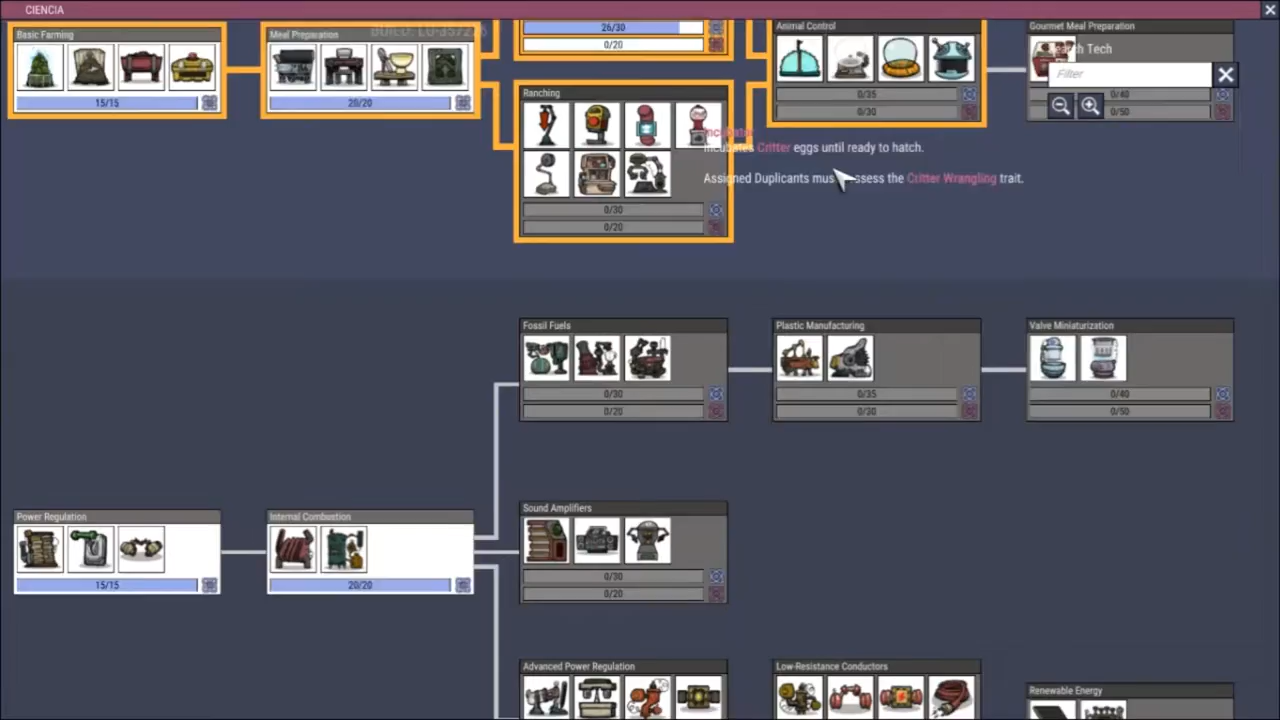 CIENCIA
Basic Farming
15/15
Meal Preparation
20/20
26/30
0/20
Animal Control
0/35
0/30
Gourmet Meal Preparation
0/40
0/50
Tech
Filter
Ranching
0/30
0/20
Incubates Critter eggs until ready to hatch.
Assigned Duplicants the Critter Wrangling trait.
Fossil Fuels
0/30
0/20
Plastic Manufacturing
0/35
0/30
Valve Miniaturization
0/40
0/50
Power Regulation
15/15
Internal Combustion
20/20
Sound Amplifiers
0/30
0/20
Advanced Power Regulation
Low-Resistance Conductors
Renewable Energy